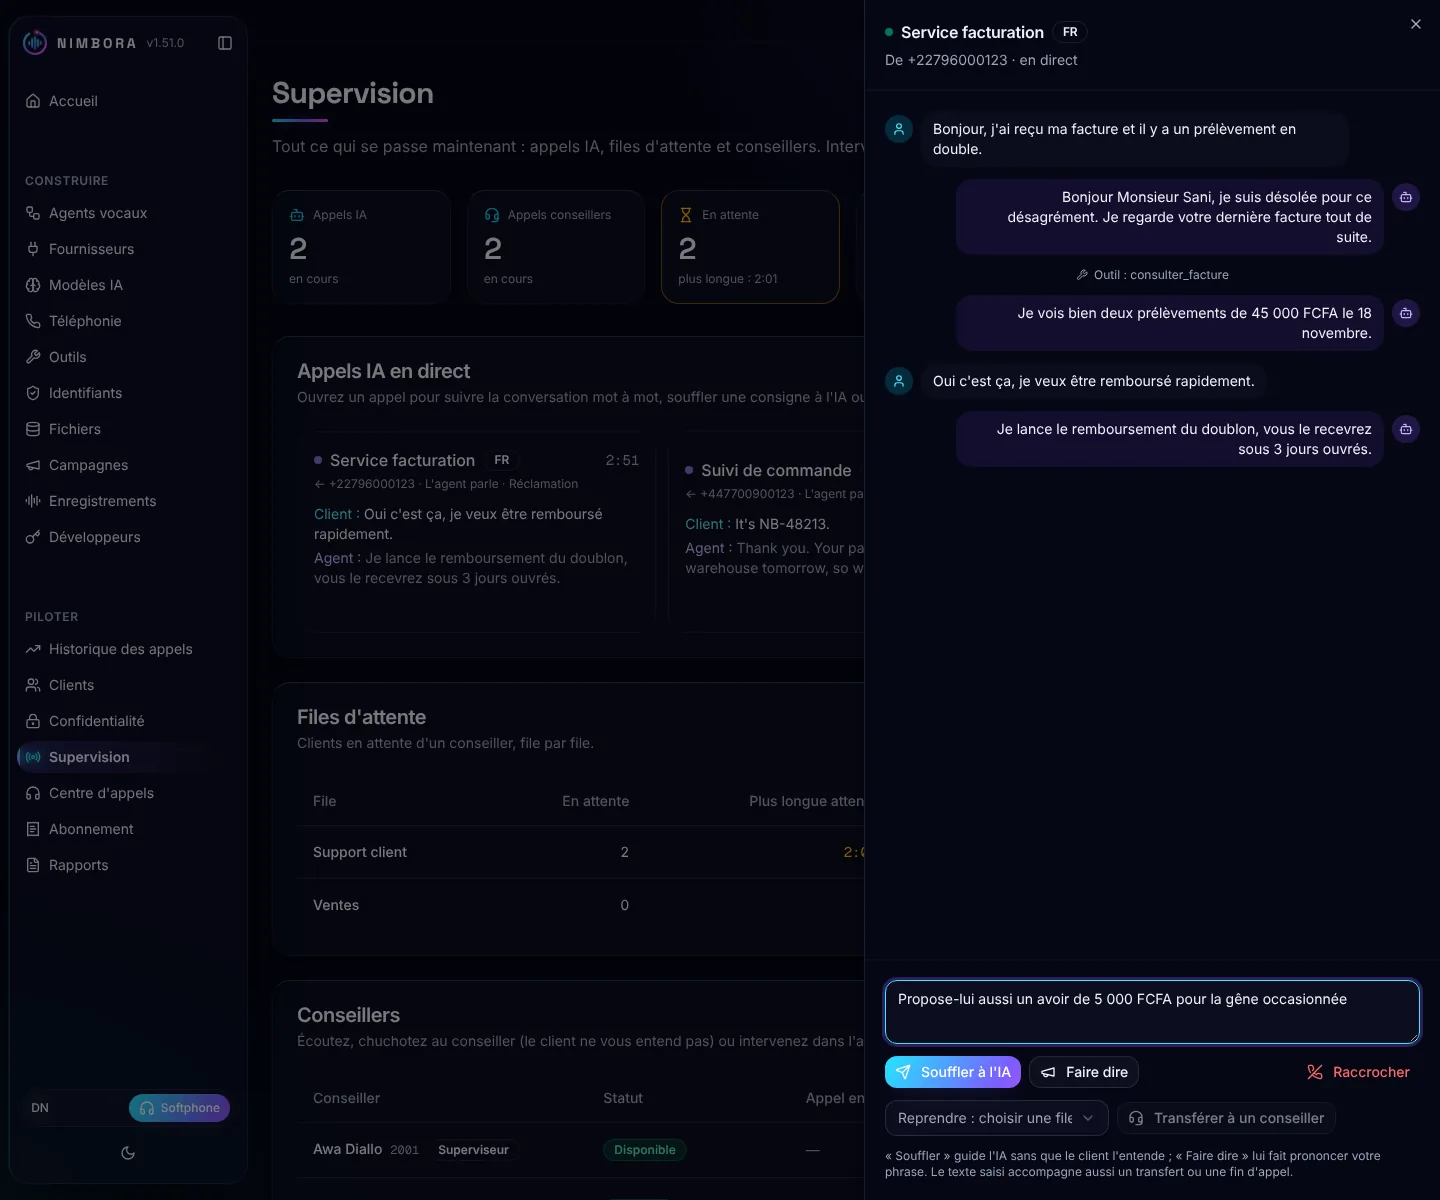 NIMBORA v1.51.0
Accueil
CONSTRUIRE
Agents vocaux
Fournisseurs
Modèles IA
Téléphonie
Outils
Identifiants
Fichiers
Campagnes
Enregistrements
Développeurs
PILOTER
Historique des appels
Clients
Confidentialité
Supervision
Centre d'appels
Abonnement
Rapports
DN
Softphone
Supervision
Tout ce qui se passe maintenant : appels IA, files d'attente et conseillers.
Appels IA
2
en cours
Appels conseillers
2
en cours
En attente
2
plus longue : 2:01
Appels IA en direct
Ouvrez un appel pour suivre la conversation mot à mot, souffler une consigne à l'IA
Service facturation FR 2:51
← +22796000123 · L'agent parle · Réclamation
Client : Oui c'est ça, je veux être remboursé
rapidement.
Agent : Je lance le remboursement du doublon,
vous le recevrez sous 3 jours ouvrés.
Suivi de commande
← +447700900123 · L'agent
Client : It's NB-48213.
Agent : Thank you. Your
warehouse tomorrow, so
Files d'attente
Clients en attente d'un conseiller, file par file.
File En attente Plus longue
Support client 2
Ventes 0
Conseillers
Écoutez, chuchotez au conseiller (le client ne vous entend pas) ou intervenez dans
Conseiller Statut Appel
Awa Diallo 2001 Superviseur Disponible —
Service facturation FR
De +22796000123 · en direct
Bonjour, j'ai reçu ma facture et il y a un prélèvement en
double.
Bonjour Monsieur Sani, je suis désolée pour ce
désagrément. Je regarde votre dernière facture tout de
suite.
Outil : consulter_facture
Je vois bien deux prélèvements de 45 000 FCFA le 18
novembre.
Oui c'est ça, je veux être remboursé rapidement.
Je lance le remboursement du doublon, vous le recevrez
sous 3 jours ouvrés.
Propose-lui aussi un avoir de 5 000 FCFA pour la gêne occasionnée
Souffler à l'IA
Faire dire
Raccrocher
Reprendre : choisir une file
Transférer à un conseiller
« Souffler » guide l'IA sans que le client l'entende ; « Faire dire » lui fait prononcer votre
phrase. Le texte saisi accompagne aussi un transfert ou une fin d'appel.